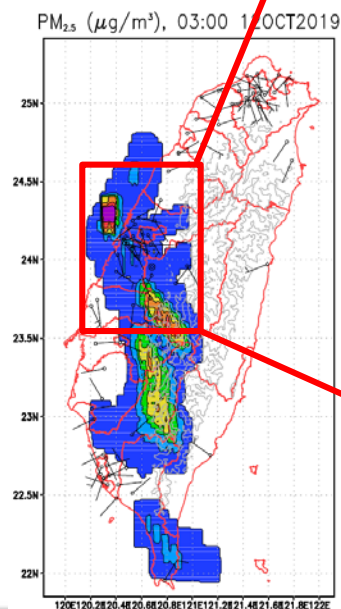 PM₂.₅ (μg/m³), 03:00 12OCT2019
25N
24.5N
24N
23.5N
23N
22.5N
22N
120E120.2E120.4E120.6E120.8E121E121.2E121.4E121.6E121.8E122E